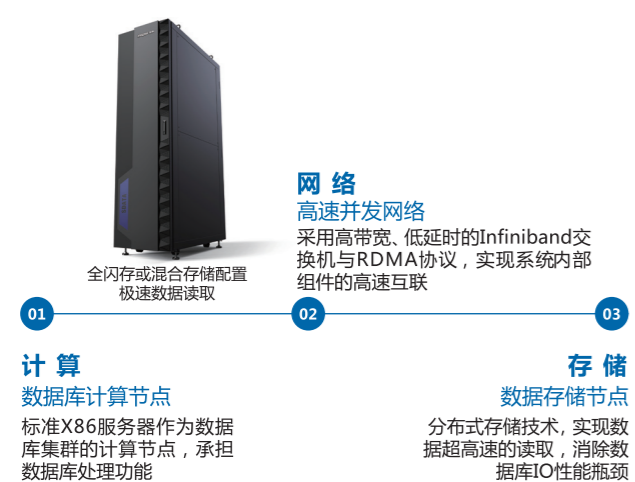 全闪存或混合存储配置
极速数据读取
网 络
高速并发网络
采用高带宽、低延时的Infiniband交
换机与RDMA协议，实现系统内部
组件的高速互联
01
02
03
计 算
数据库计算节点
标准X86服务器作为数据
库集群的计算节点，承担
数据库处理功能
存 储
数据存储节点
分布式存储技术，实现数
据超高速的读取，消除数
据库IO性能瓶颈